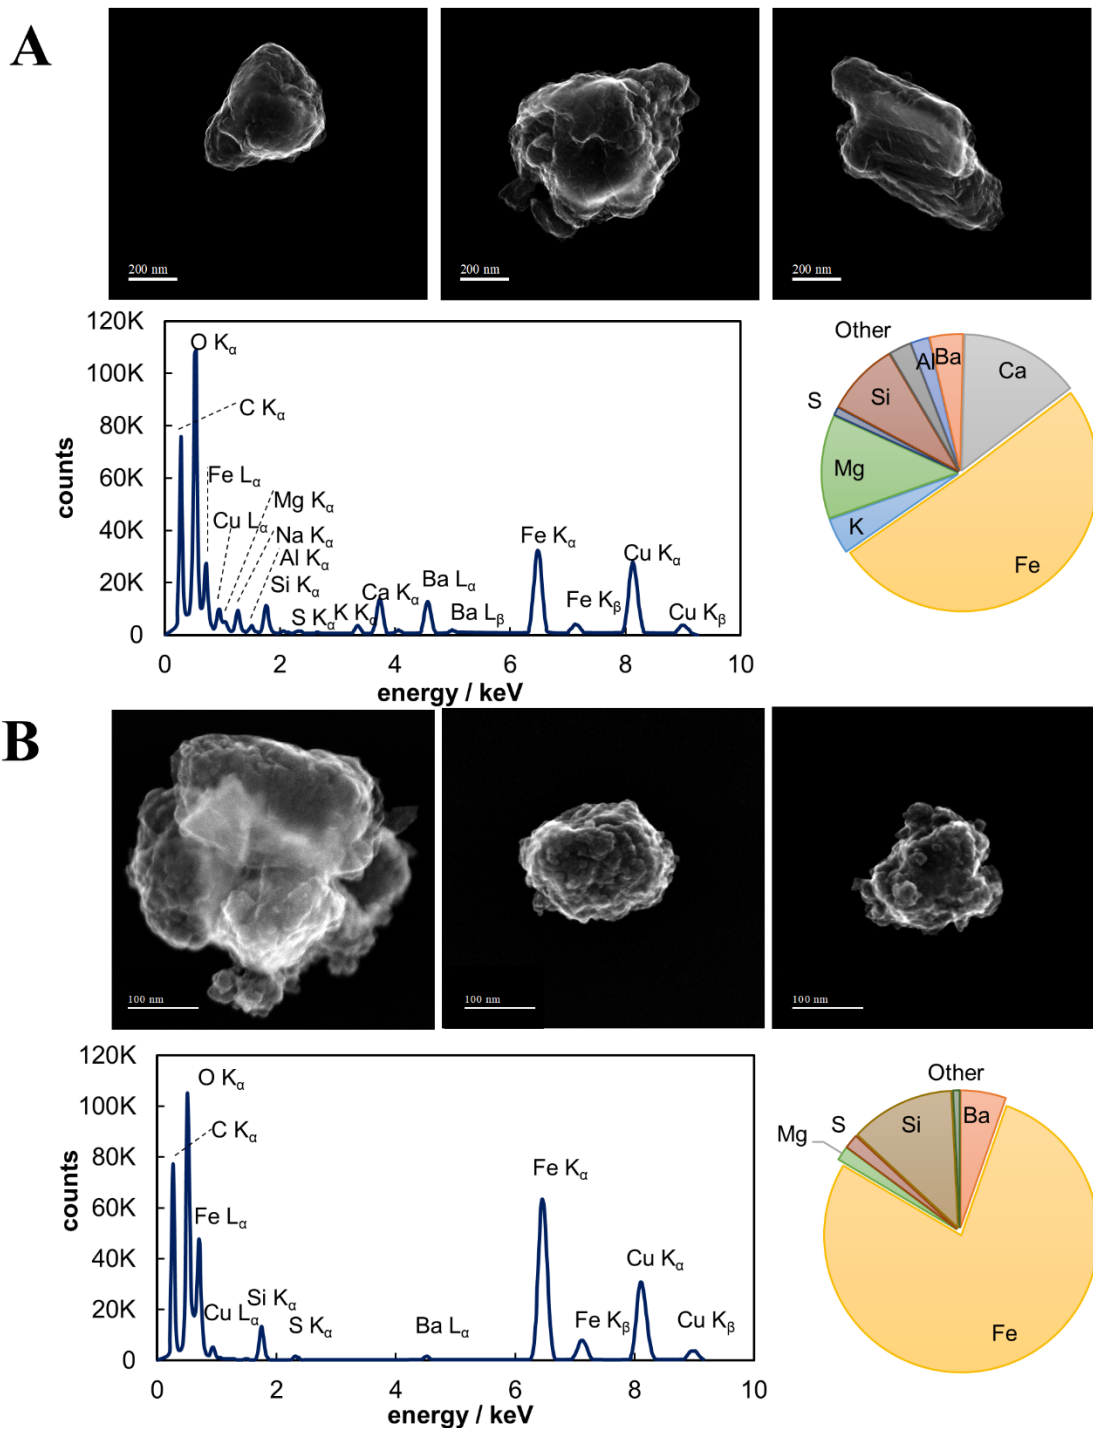 A
200 nm
200 nm
200 nm
120K
100K
80K
60K
40K
20K
0
counts
O Kα
C Kα
Fe Lα
Cu Lα
Mg Kα
Na Kα
Al Kα
Si Kα
S Kα
K Kα
Ca Kα
Ba Lα
Ba Lβ
Fe Kα
Fe Kβ
Cu Kα
Cu Kβ
0 2 4 6 8 10
energy / keV
Other
Al
Ba
Ca
Si
S
Mg
K
Fe
B
100 nm
100 nm
100 nm
120K
100K
80K
60K
40K
20K
0
counts
O Kα
C Kα
Fe Lα
Cu Lα
Si Kα
S Kα
Ba Lα
Fe Kα
Fe Kβ
Cu Kα
Cu Kβ
0 2 4 6 8 10
energy / keV
Other
Ba
Si
S
Mg
Fe